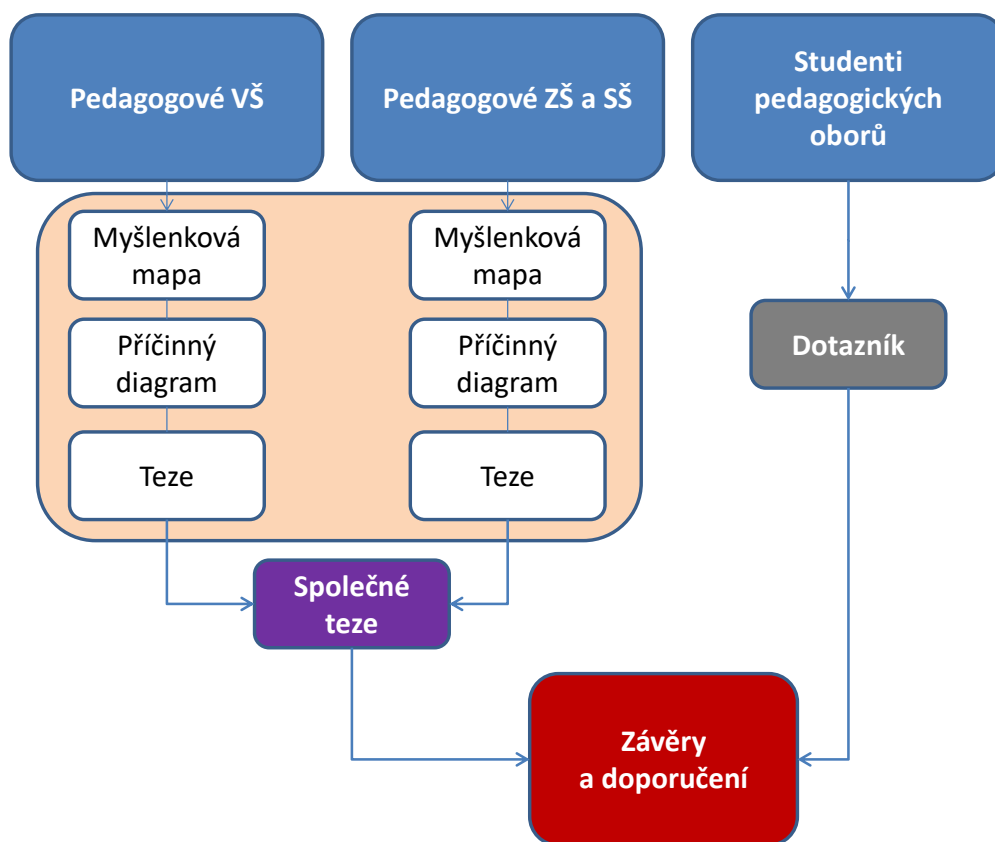 Pedagogové VŠ
Pedagogové ZŠ a SŠ
Studenti
pedagogických
oborů
Myšlenková
mapa
Myšlenková
mapa
Příčinný
diagram
Příčinný
diagram
Dotazník
Teze
Teze
Společné
teze
Závěry
a doporučení